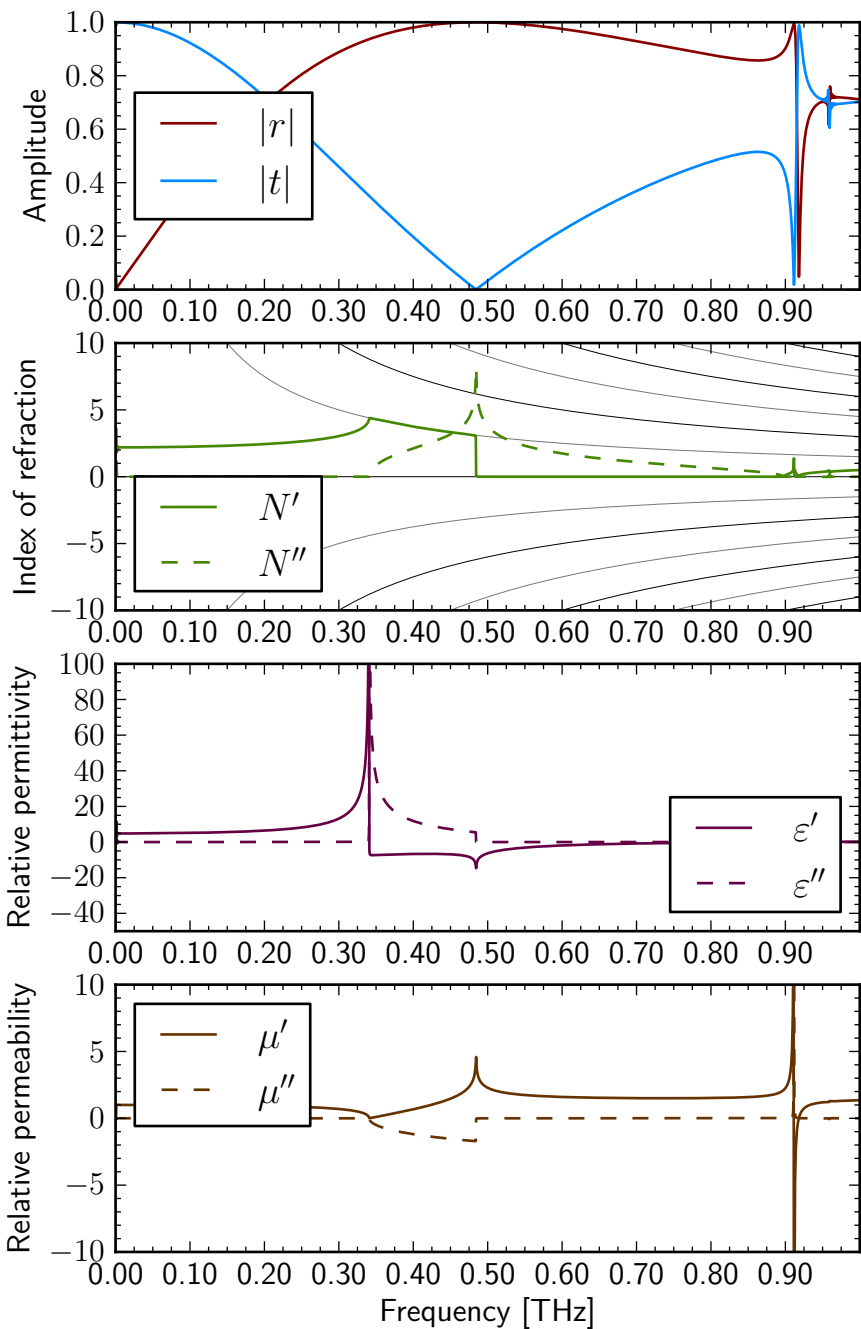 Amplitude
1.0
0.8
0.6
0.4
0.2
0.0
|r|
|t|
0.00 0.10 0.20 0.30 0.40 0.50 0.60 0.70 0.80 0.90
Index of refraction
10
5
0
−5
−10
N′
N″
0.00 0.10 0.20 0.30 0.40 0.50 0.60 0.70 0.80 0.90
Relative permittivity
100
80
60
40
20
0
−20
−40
ε′
ε″
0.00 0.10 0.20 0.30 0.40 0.50 0.60 0.70 0.80 0.90
Relative permeability
10
5
0
−5
−10
μ′
μ″
0.00 0.10 0.20 0.30 0.40 0.50 0.60 0.70 0.80 0.90
Frequency [THz]